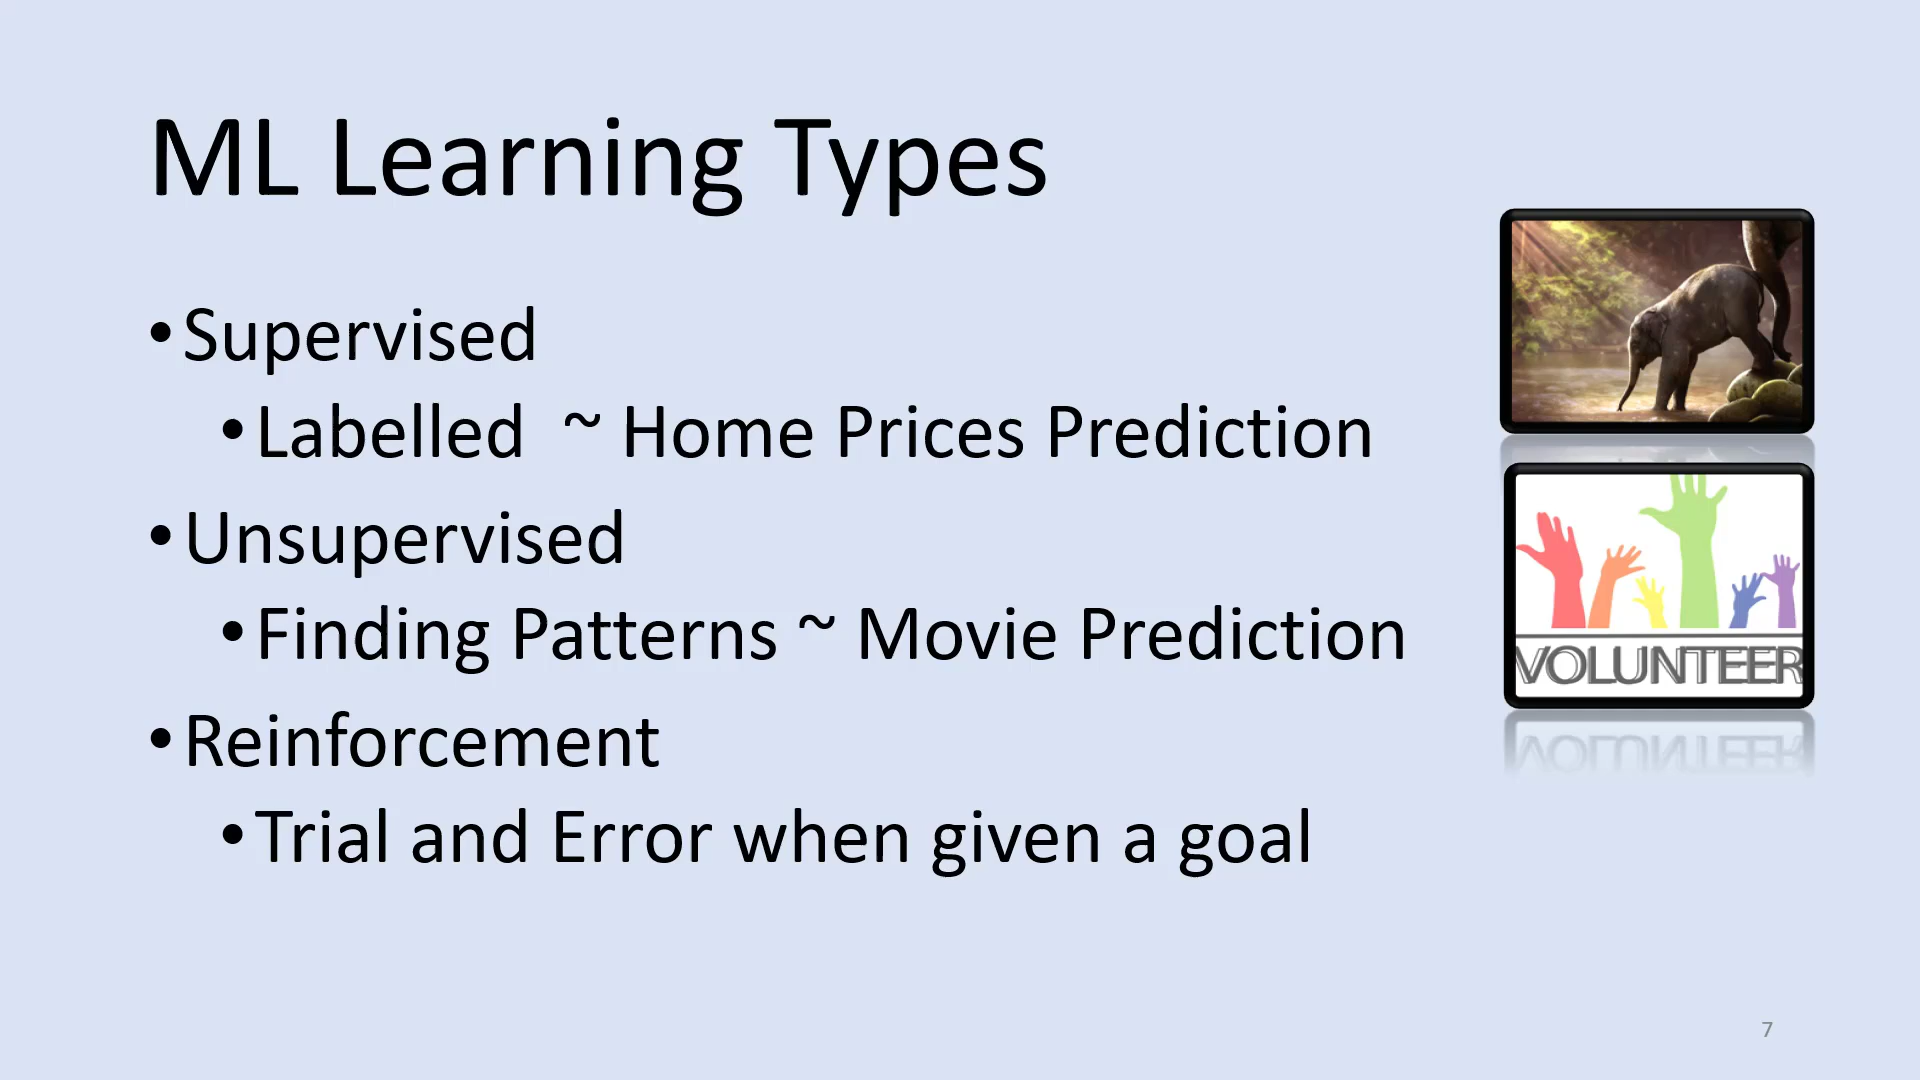 ML Learning Types
•Supervised
•Labelled ~ Home Prices Prediction
•Unsupervised
•Finding Patterns ~ Movie Prediction
•Reinforcement
•Trial and Error when given a goal
VOLUNTEER
7